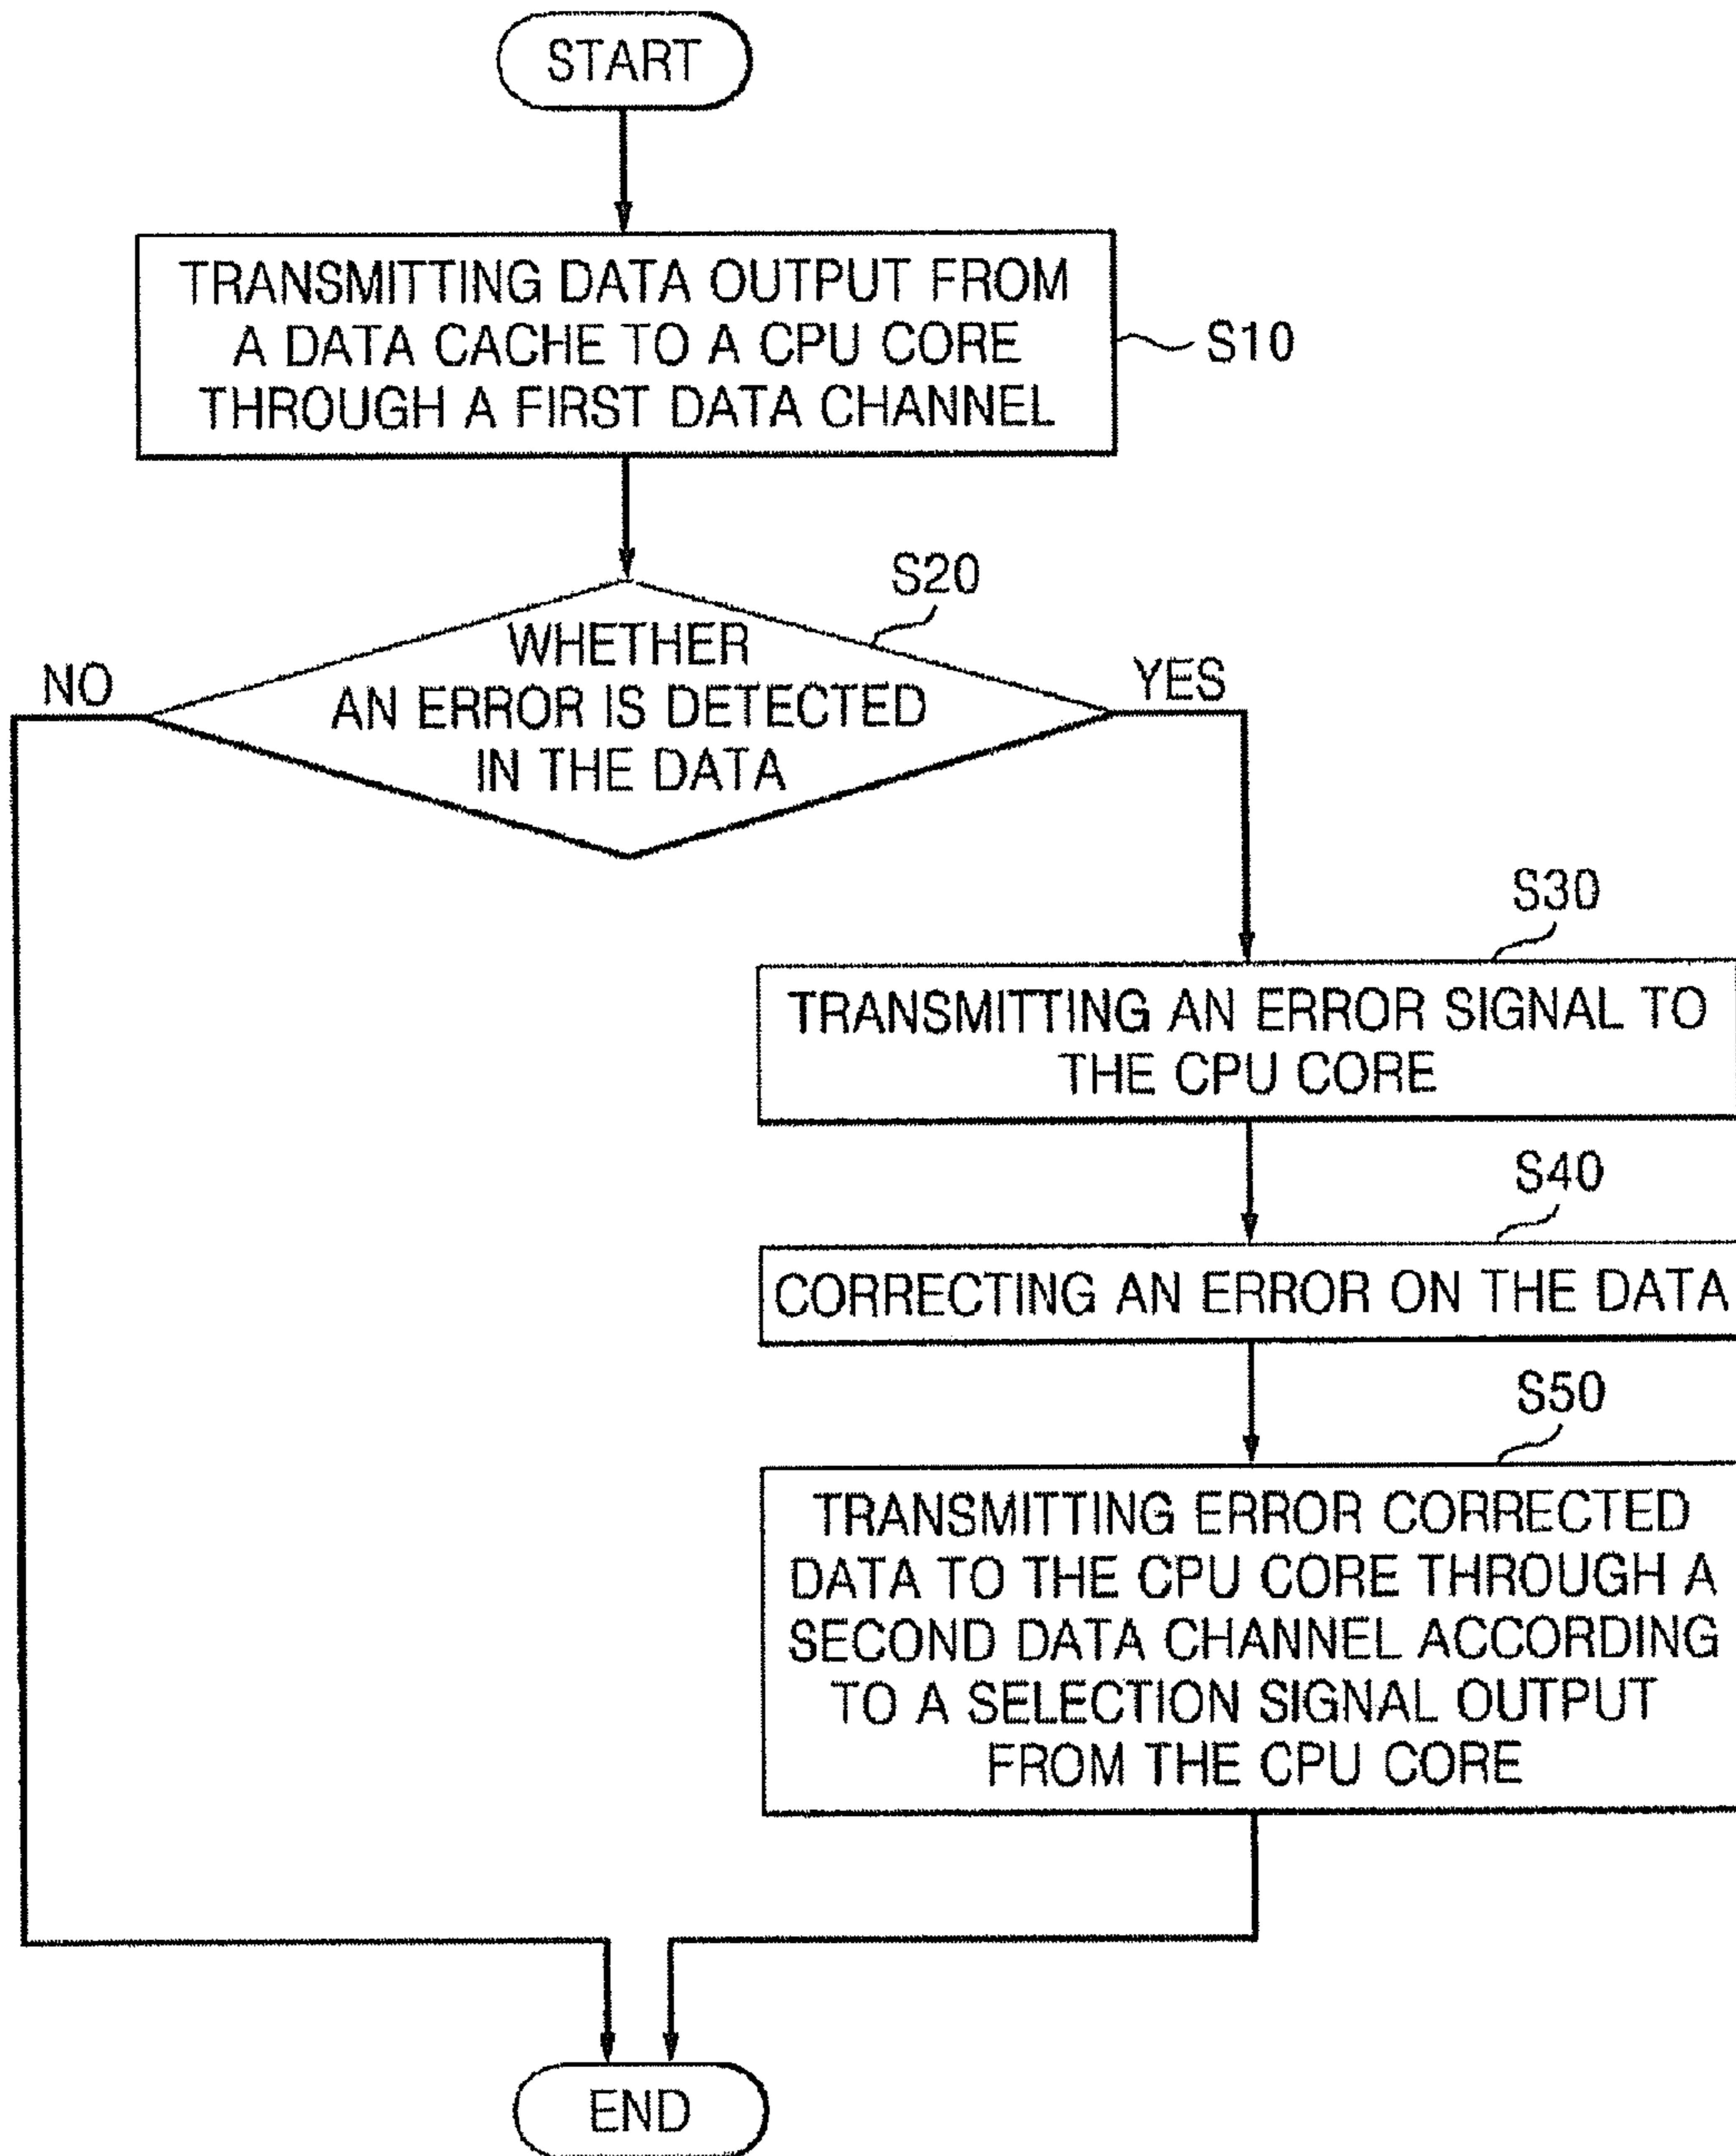 START
TRANSMITTING DATA OUTPUT FROM
A DATA CACHE TO A CPU CORE
THROUGH A FIRST DATA CHANNEL
S10
S20
WHETHER
AN ERROR IS DETECTED
IN THE DATA
NO
YES
S30
TRANSMITTING AN ERROR SIGNAL TO
THE CPU CORE
S40
CORRECTING AN ERROR ON THE DATA
S50
TRANSMITTING ERROR CORRECTED
DATA TO THE CPU CORE THROUGH A
SECOND DATA CHANNEL ACCORDING
TO A SELECTION SIGNAL OUTPUT
FROM THE CPU CORE
END